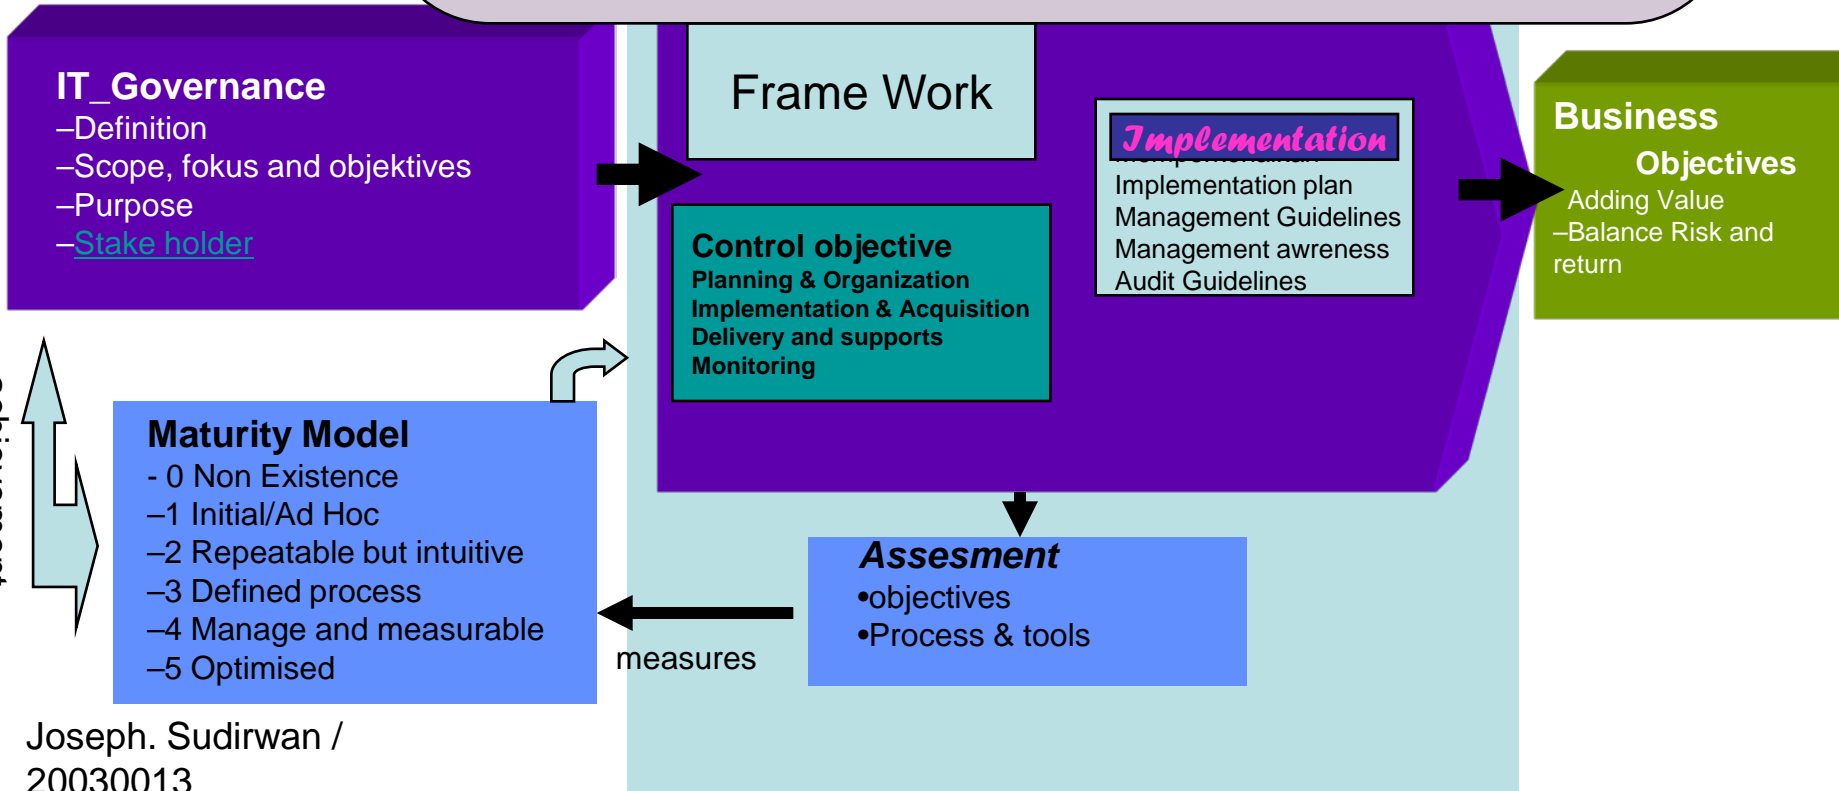 IT_Governance
–Definition
–Scope, fokus and objektives
–Purpose
–Stake holder
Frame Work
Control objective
Planning & Organization
Implementation & Acquisition
Delivery and supports
Monitoring
Implementation
Implementation plan
Management Guidelines
Management awreness
Audit Guidelines
Business
Objectives
Adding Value
–Balance Risk and
return
Maturity Model
- 0 Non Existence
–1 Initial/Ad Hoc
–2 Repeatable but intuitive
–3 Defined process
–4 Manage and measurable
–5 Optimised
measures
Assesment
•objectives
•Process & tools
Joseph. Sudirwan /
20030013